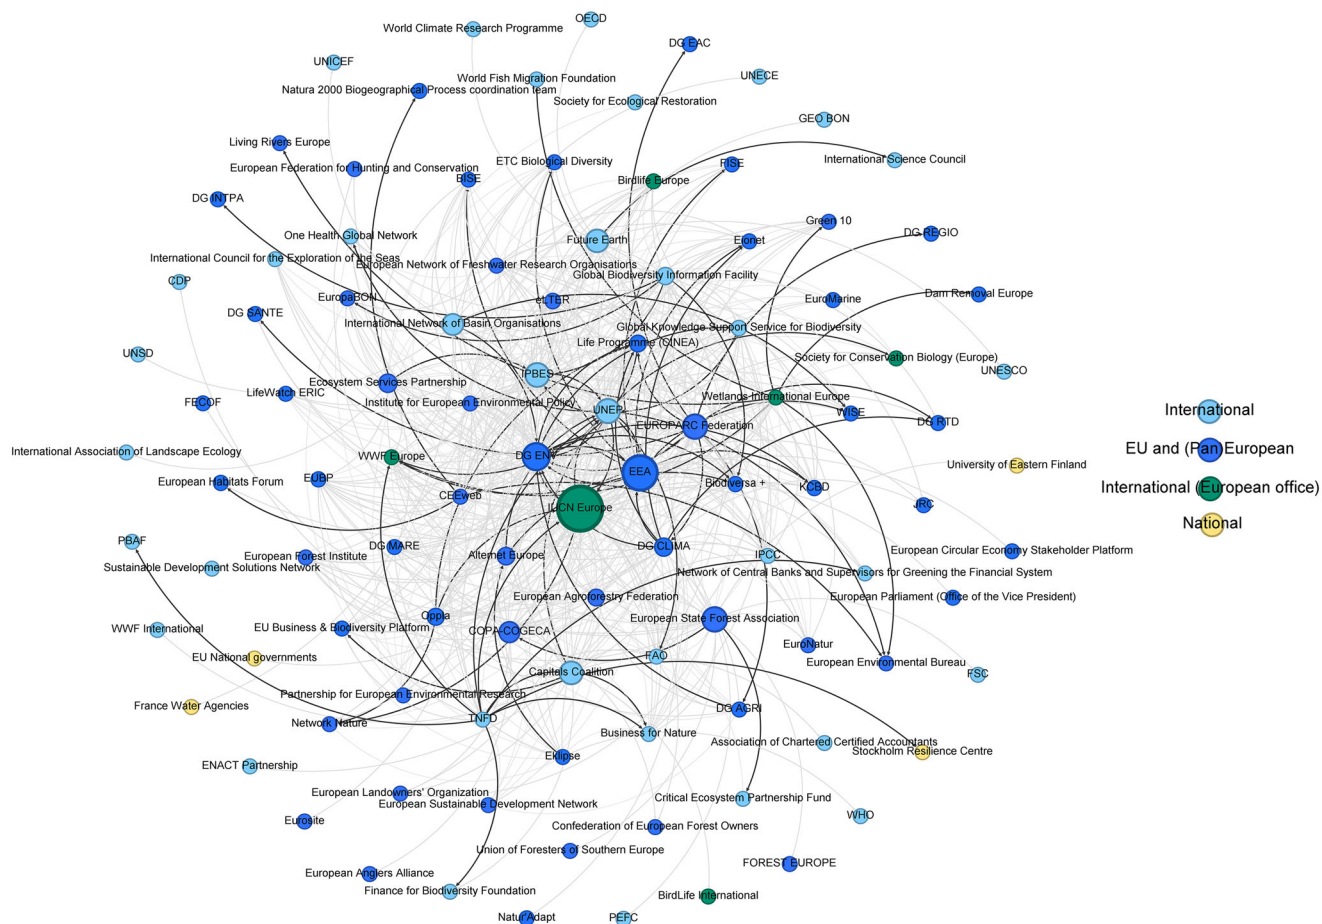 OECD
World Climate Research Programme
DG EAC
UNICEF
World Fish Migration Foundation
UNECE
Natura 2000 Biogeographical Process coordination team
Society for Ecological Restoration
GEO BON
Living Rivers Europe
International Science Council
European Federation for Hunting and Conservation
ETC Biological Diversity
FISE
BISE
Birdlife Europe
DG INTPA
Green 10
One Health Global Network
Future Earth
Eionet
DG REGIO
International Council for the Exploration of the Seas
European Network of Freshwater Research Organisations
Global Biodiversity Information Facility
CDP
EuropaBON
eLTER
EuroMarine
Dam Removal Europe
DG SANTE
International Network of Basin Organisations
Global Knowledge Support Service for Biodiversity
Life Programme (CINEA)
UNSD
Society for Conservation Biology (Europe)
UNESCO
IPBES
Ecosystem Services Partnership
LifeWatch ERIC
Wetlands International Europe
FECOF
Institute for European Environmental Policy
UNEP
WISE
DG RTD
EUROPARC Federation
International
International Association of Landscape Ecology
WWF Europe
DG ENV
EU and (Pan) European
EEA
University of Eastern Finland
European Habitats Forum
EUBP
Biodiversa +
KCBD
International (European office)
CEEweb
IUCN Europe
JRC
National
PBAF
DG MARE
DG CLIMA
European Circular Economy Stakeholder Platform
European Forest Institute
Alternet Europe
IPCC
Sustainable Development Solutions Network
Network of Central Banks and Supervisors for Greening the Financial System
European Agroforestry Federation
European Parliament (Office of the Vice President)
Oppla
European State Forest Association
WWF International
EU Business & Biodiversity Platform
COPA-COGECA
EuroNatur
EU National governments
FAO
European Environmental Bureau
Capitals Coalition
FSC
Partnership for European Environmental Research
France Water Agencies
DG AGRI
TNFD
Network Nature
Business for Nature
Association of Chartered Certified Accountants
Stockholm Resilience Centre
Eklipse
ENACT Partnership
European Landowners' Organization
Critical Ecosystem Partnership Fund
European Sustainable Development Network
WHO
Eurosite
Confederation of European Forest Owners
Union of Foresters of Southern Europe
FOREST EUROPE
European Anglers Alliance
Finance for Biodiversity Foundation
BirdLife International
Natur'Adapt
PEFC